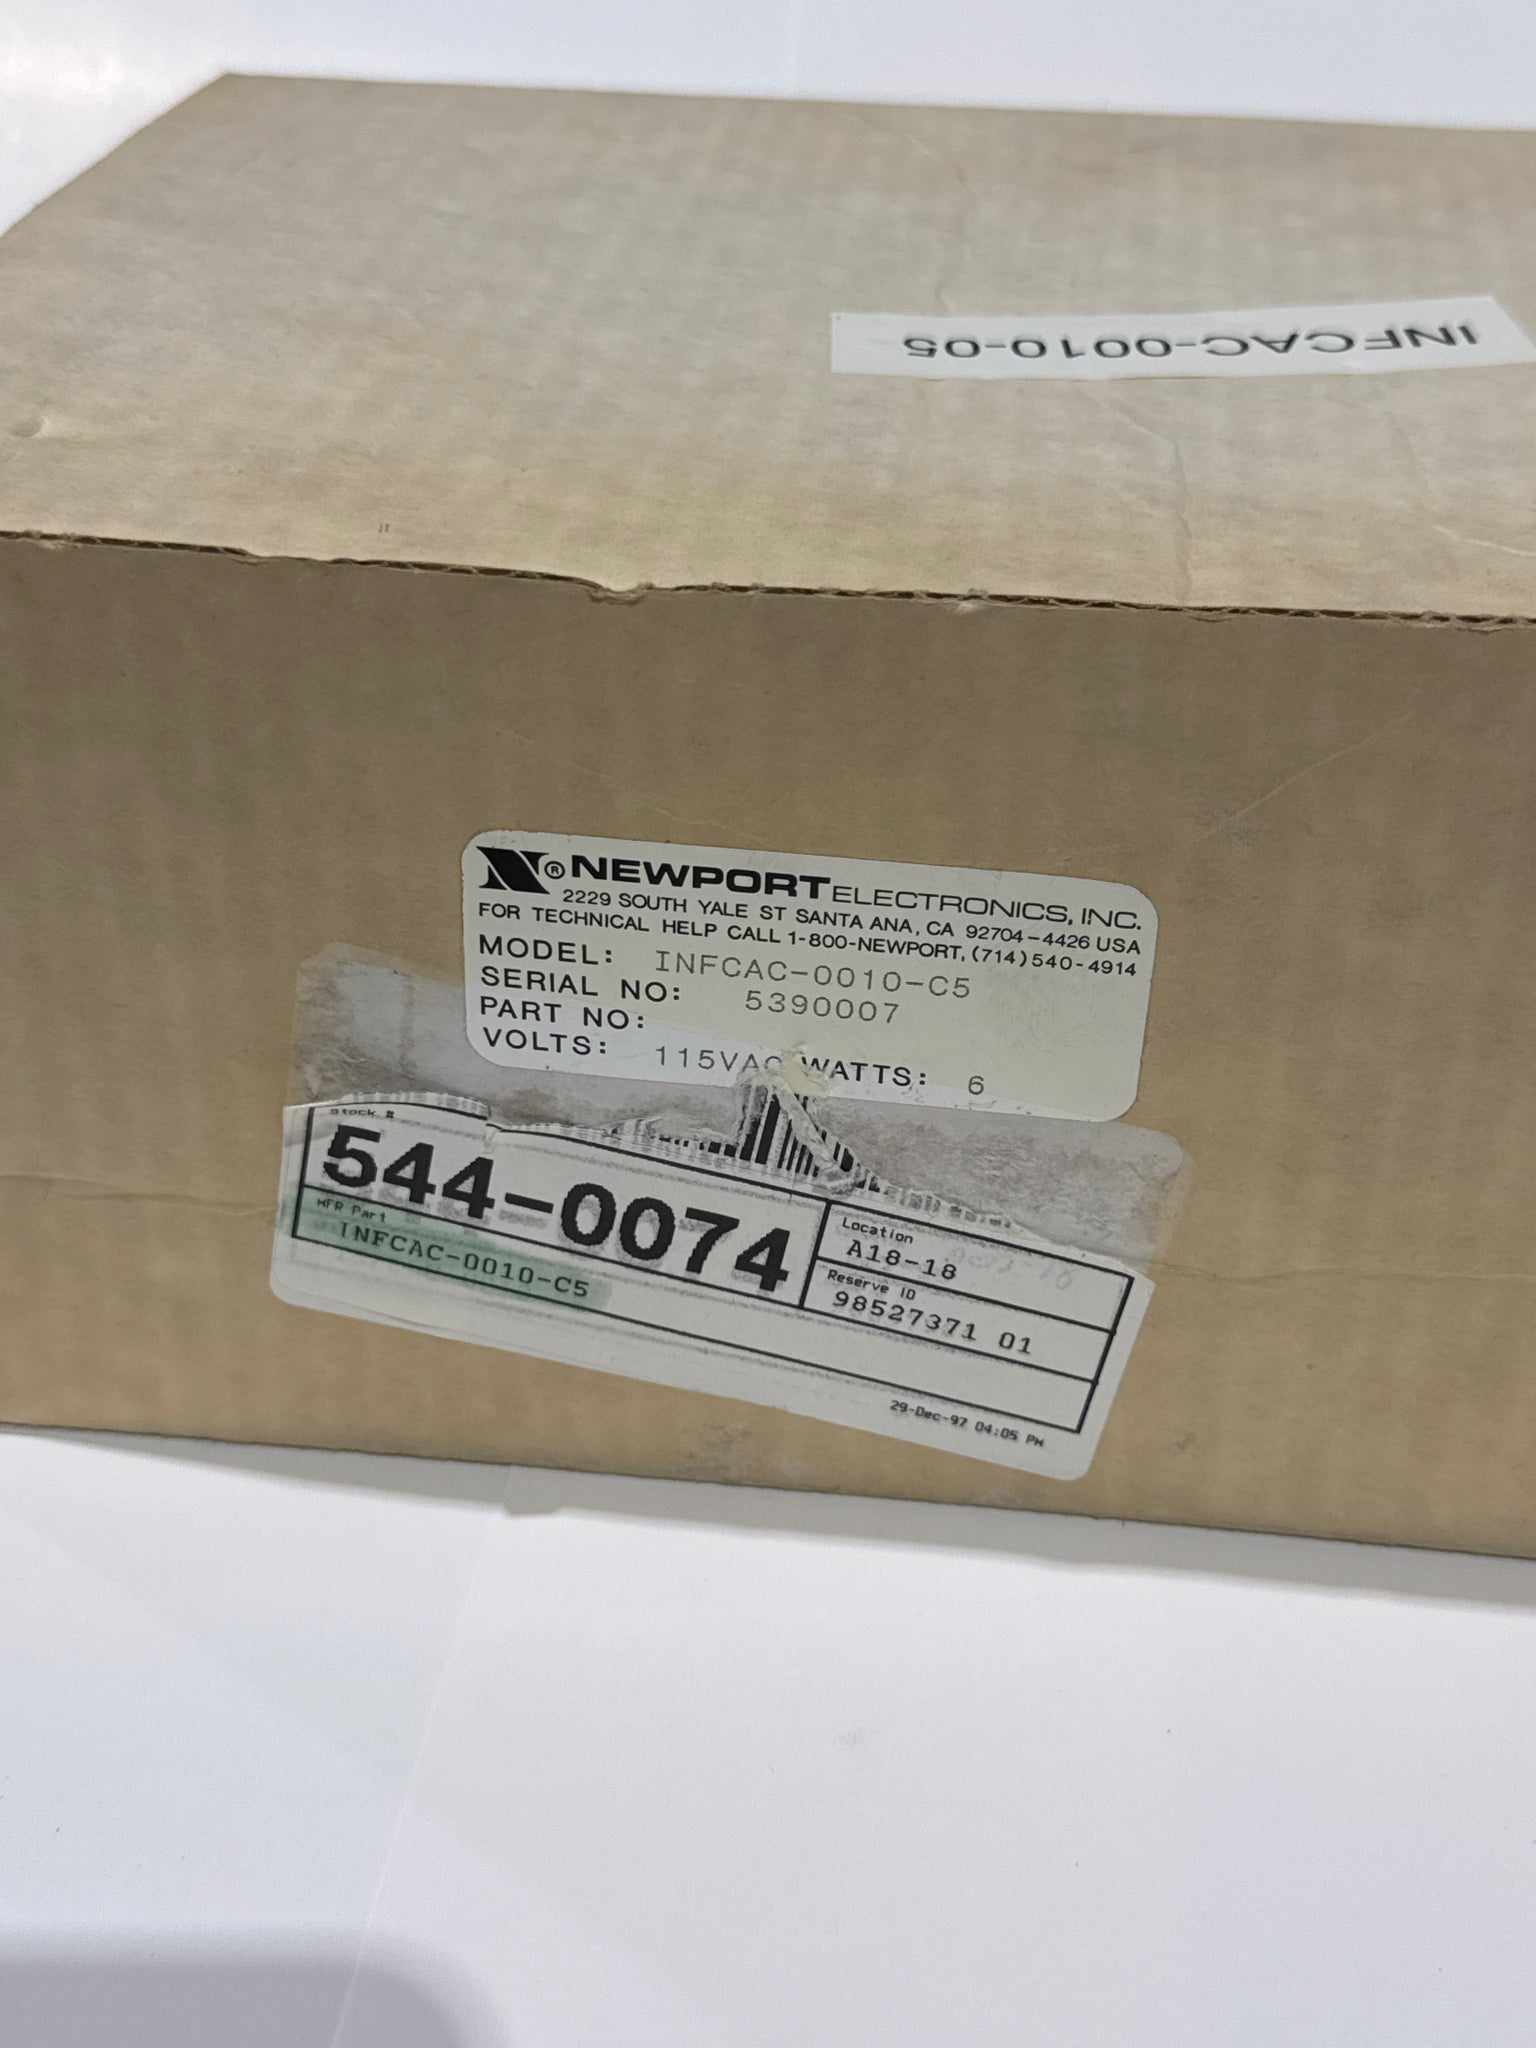 INFCAC-0010-05
® NEWPORT ELECTRONICS, INC.
2229 SOUTH YALE ST SANTA ANA, CA 92704-4426 USA
FOR TECHNICAL HELP CALL 1-800-NEWPORT, (714) 540-4914
MODEL: INFCAC-0010-C5
SERIAL NO: 5390007
PART NO:
VOLTS: 115VAC WATTS: 6
Stock #
544-0074
MFR Part
INFCAC-0010-C5
Location
A18-18
Reserve ID
98527371 01
29-Dec-97 04:05 PM